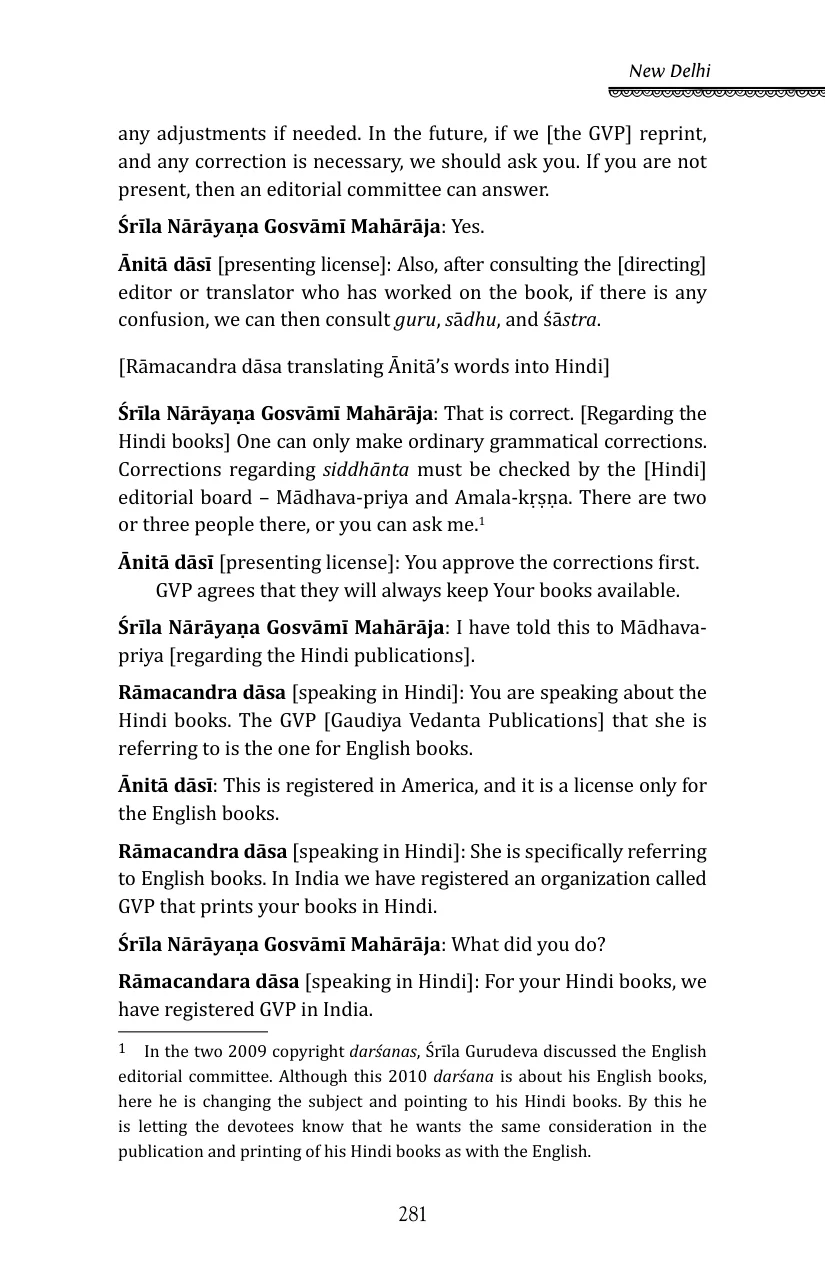 New Delhi
any adjustments if needed. In the future, if we [the GVP] reprint,
and any correction is necessary, we should ask you. If you are not
present, then an editorial committee can answer.
Śrīla Nārāyaṇa Gosvāmī Mahārāja: Yes.
Ānitā dāsī [presenting license]: Also, after consulting the [directing]
editor or translator who has worked on the book, if there is any
confusion, we can then consult guru, sādhu, and śāstra.
[Rāmacandra dāsa translating Ānitā’s words into Hindi]
Śrīla Nārāyaṇa Gosvāmī Mahārāja: That is correct. [Regarding the
Hindi books] One can only make ordinary grammatical corrections.
Corrections regarding siddhānta must be checked by the [Hindi]
editorial board – Mādhava-priya and Amala-kṛṣṇa. There are two
or three people there, or you can ask me.1
Ānitā dāsī [presenting license]: You approve the corrections first.
GVP agrees that they will always keep Your books available.
Śrīla Nārāyaṇa Gosvāmī Mahārāja: I have told this to Mādhava-
priya [regarding the Hindi publications].
Rāmacandra dāsa [speaking in Hindi]: You are speaking about the
Hindi books. The GVP [Gaudiya Vedanta Publications] that she is
referring to is the one for English books.
Ānitā dāsī: This is registered in America, and it is a license only for
the English books.
Rāmacandra dāsa [speaking in Hindi]: She is specifically referring
to English books. In India we have registered an organization called
GVP that prints your books in Hindi.
Śrīla Nārāyaṇa Gosvāmī Mahārāja: What did you do?
Rāmacandara dāsa [speaking in Hindi]: For your Hindi books, we
have registered GVP in India.
1 In the two 2009 copyright darśanas, Śrīla Gurudeva discussed the English
editorial committee. Although this 2010 darśana is about his English books,
here he is changing the subject and pointing to his Hindi books. By this he
is letting the devotees know that he wants the same consideration in the
publication and printing of his Hindi books as with the English.
281